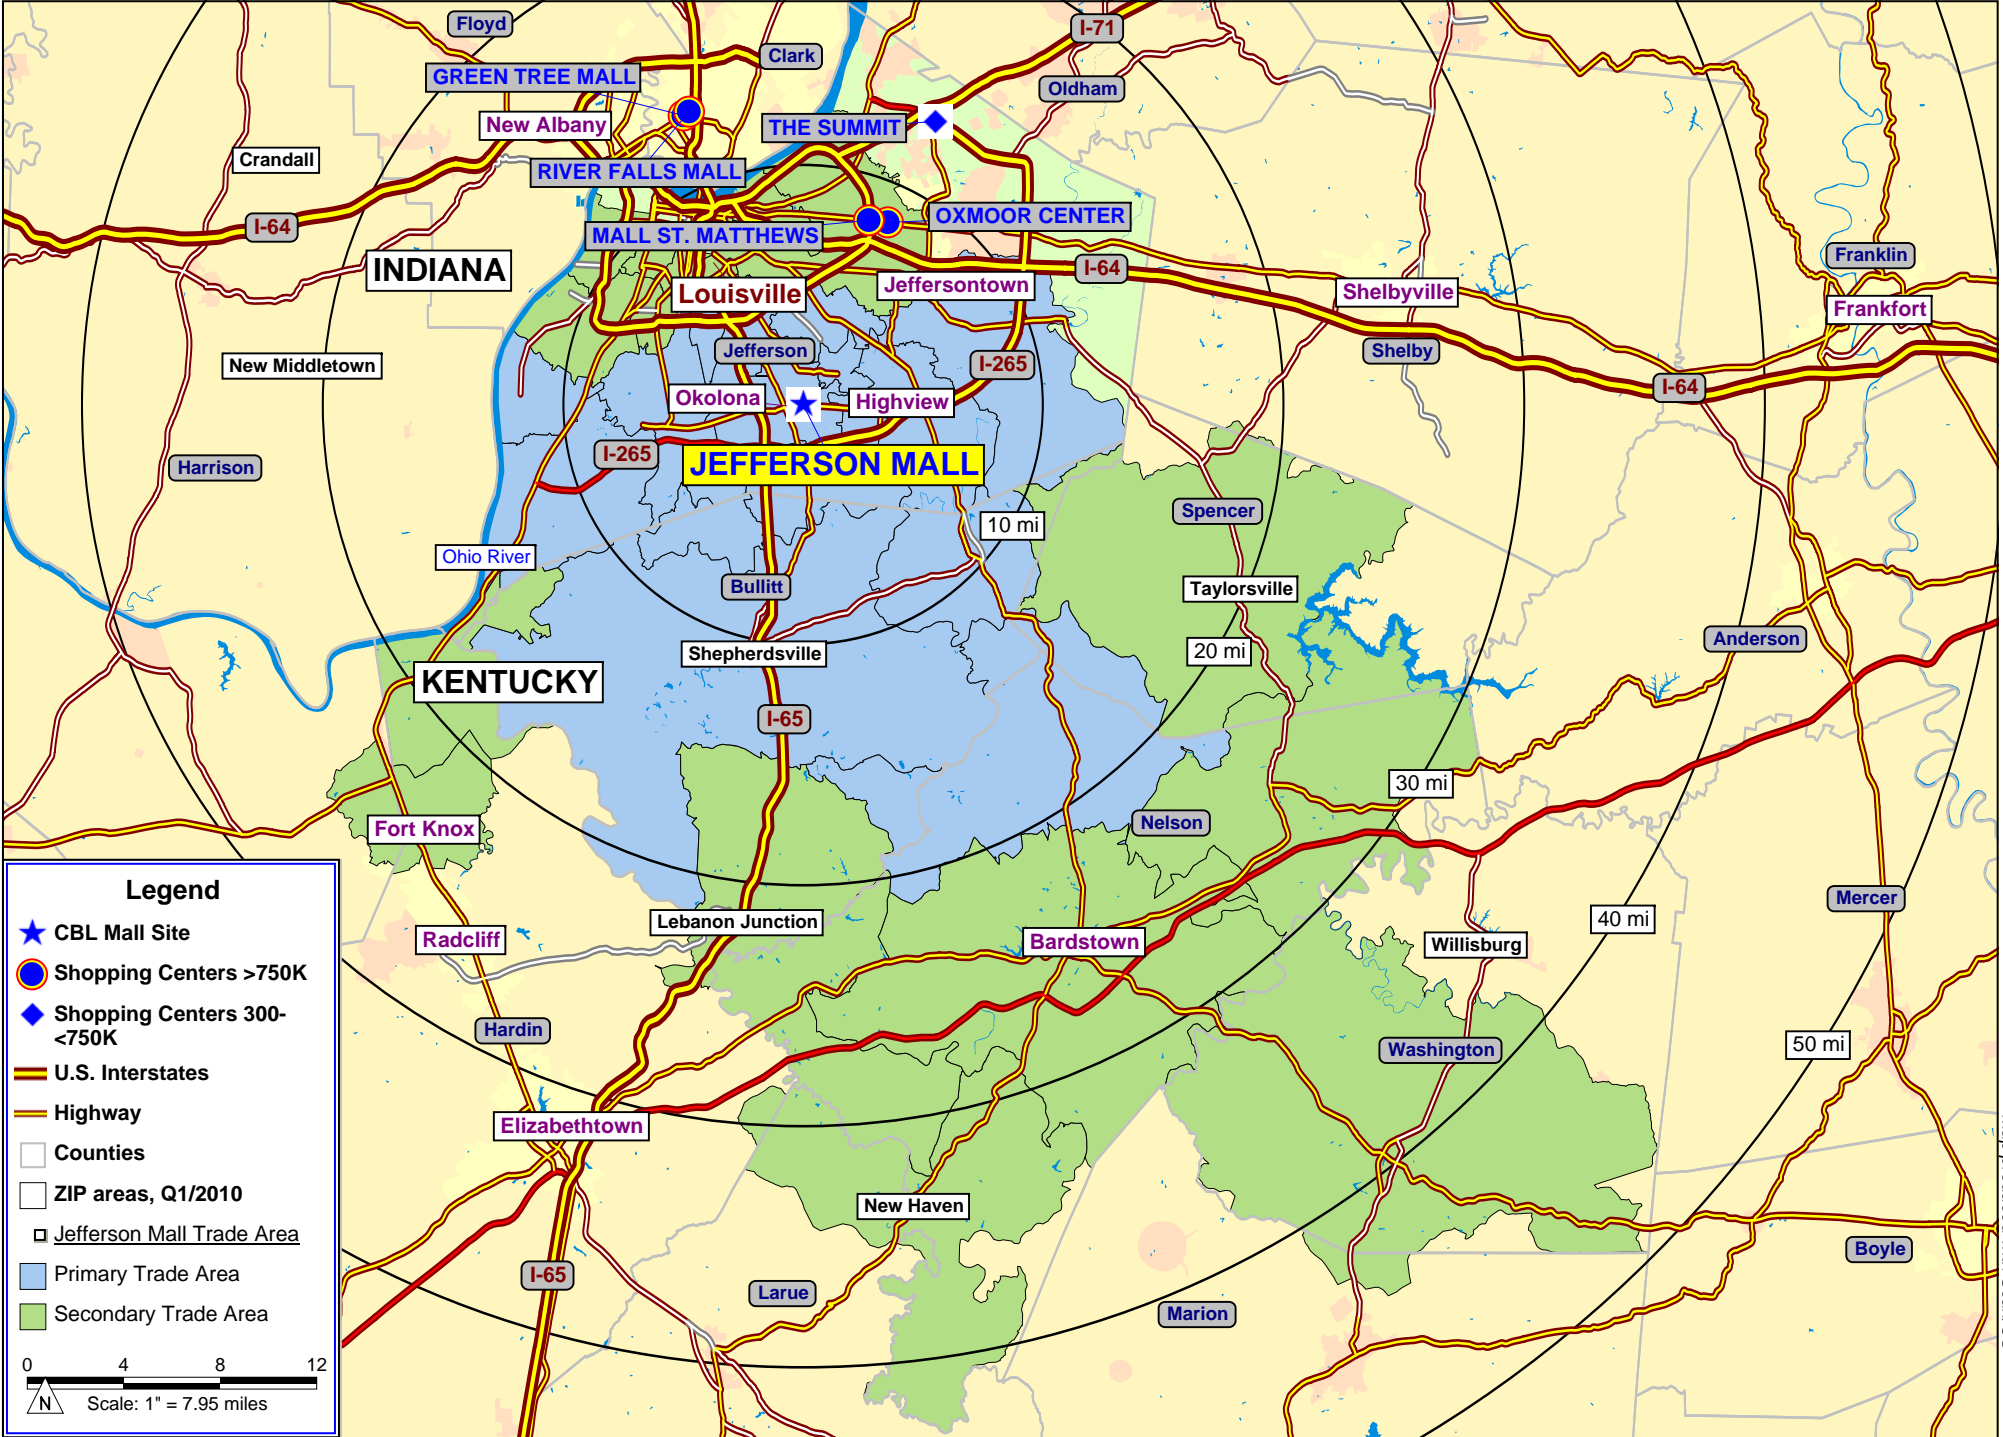 Floyd
I-71
Clark
GREEN TREE MALL
Oldham
New Albany
THE SUMMIT
Crandall
RIVER FALLS MALL
I-64
OXMOOR CENTER
MALL ST. MATTHEWS
Franklin
INDIANA
I-64
Louisville
Jeffersontown
Shelbyville
Frankfort
New Middletown
Jefferson
I-265
Shelby
I-64
Okolona
Highview
Harrison
I-265
JEFFERSON MALL
Spencer
10 mi
Ohio River
Bullitt
Taylorsville
Shepherdsville
20 mi
Anderson
KENTUCKY
I-65
30 mi
Fort Knox
Nelson
Legend
CBL Mall Site
Shopping Centers >750K
Shopping Centers 300-
<750K
U.S. Interstates
Highway
Counties
ZIP areas, Q1/2010
Jefferson Mall Trade Area
Primary Trade Area
Secondary Trade Area
0 4 8 12
N
Scale: 1" = 7.95 miles
Mercer
Lebanon Junction
40 mi
Radcliff
Bardstown
Willisburg
Hardin
50 mi
Washington
Elizabethtown
New Haven
Boyle
I-65
Larue
Marion